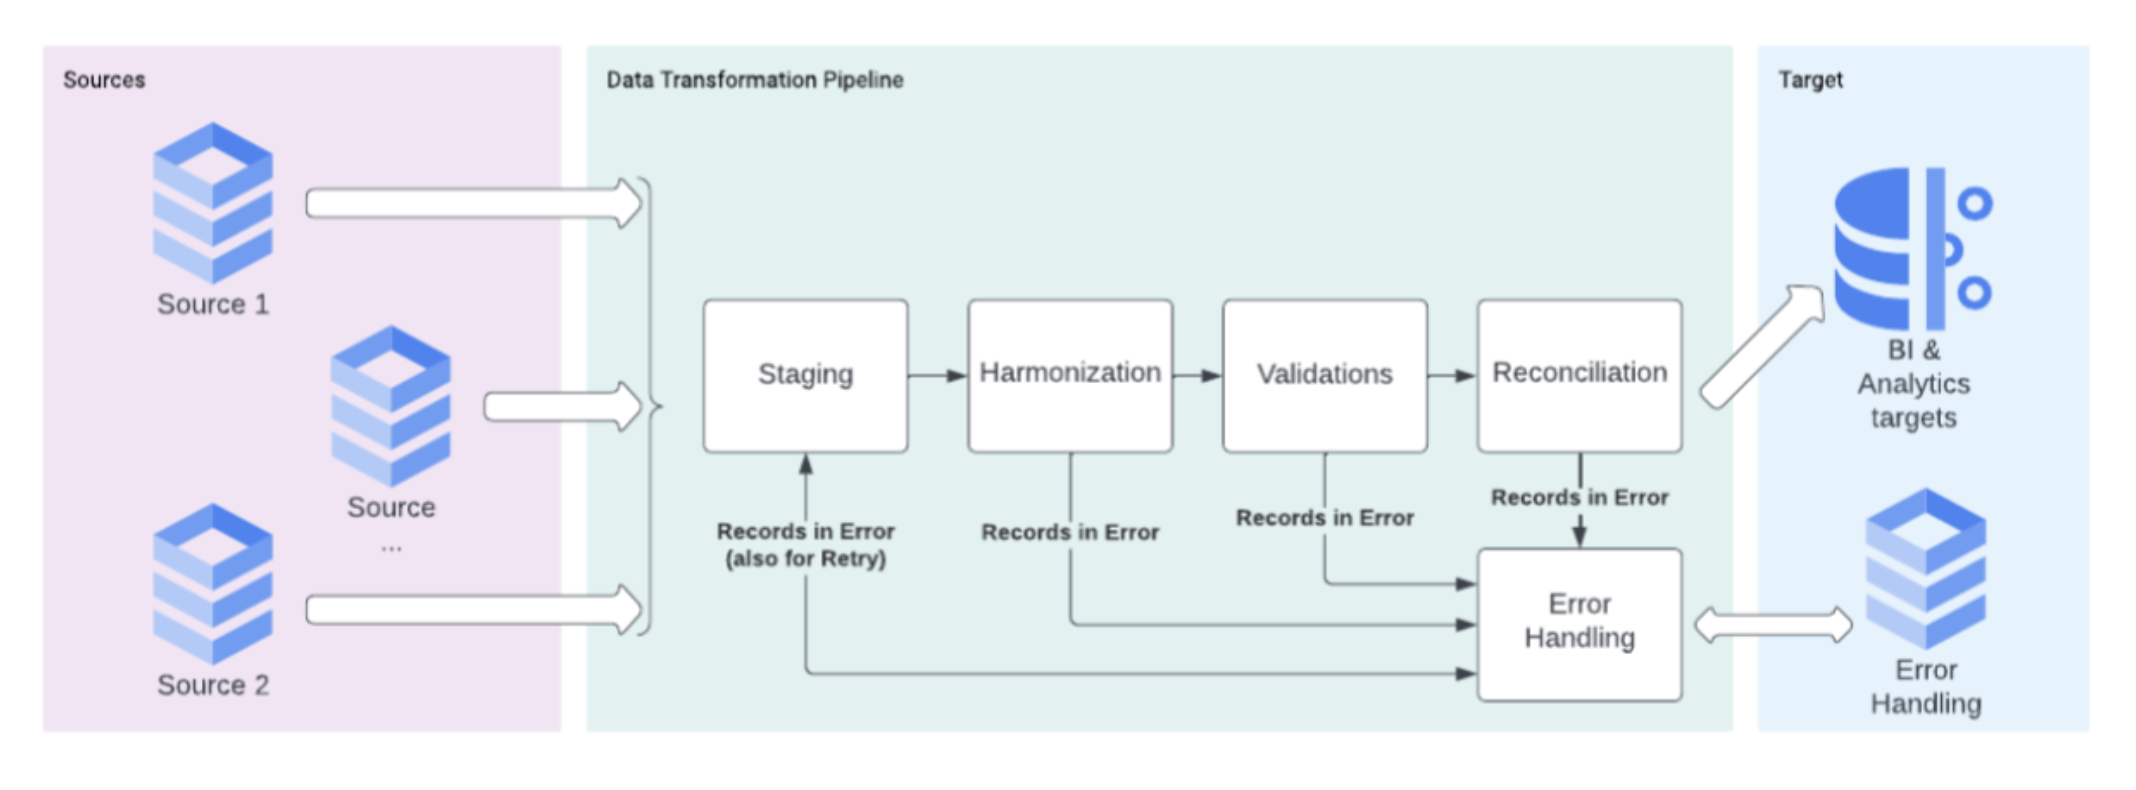 Sources
Source 1
Source
...
Source 2
Data Transformation Pipeline
Staging
Harmonization
Validations
Reconciliation
Records in Error
(also for Retry)
Records in Error
Records in Error
Records in Error
Error
Handling
Target
BI &
Analytics
targets
Error
Handling